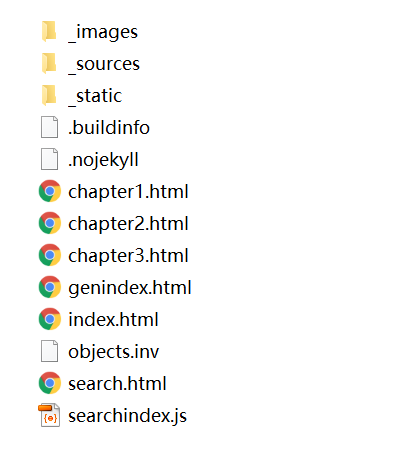 _images
_sources
_static
.buildinfo
.nojekyll
chapter1.html
chapter2.html
chapter3.html
genindex.html
index.html
objects.inv
search.html
searchindex.js